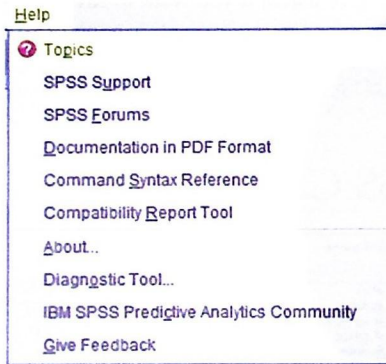 Help
Topics
SPSS Support
SPSS Forums
Documentation in PDF Format
Command Syntax Reference
Compatibility Report Tool
About...
Diagnostic Tool...
IBM SPSS Predictive Analytics Community
Give Feedback